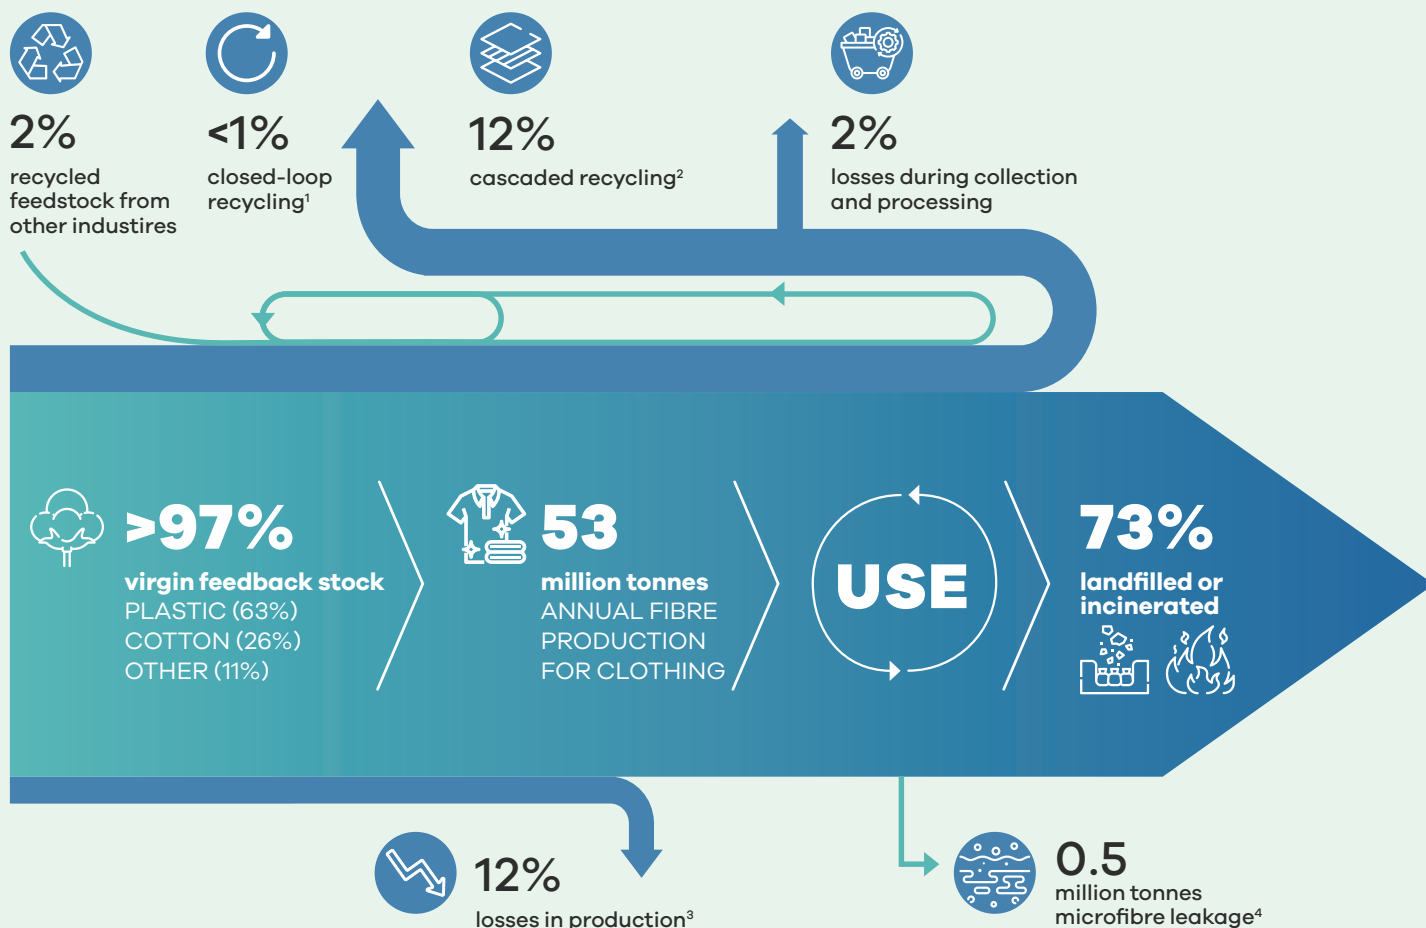 2%
recycled
feedstock from
other industires
<1%
closed-loop
recycling¹
12%
cascaded recycling²
2%
losses during collection
and processing
>97%
virgin feedback stock
PLASTIC (63%)
COTTON (26%)
OTHER (11%)
53
million tonnes
ANNUAL FIBRE
PRODUCTION
FOR CLOTHING
USE
73%
landfilled or
incinerated
12%
losses in production³
0.5
million tonnes
microfibre leakage⁴